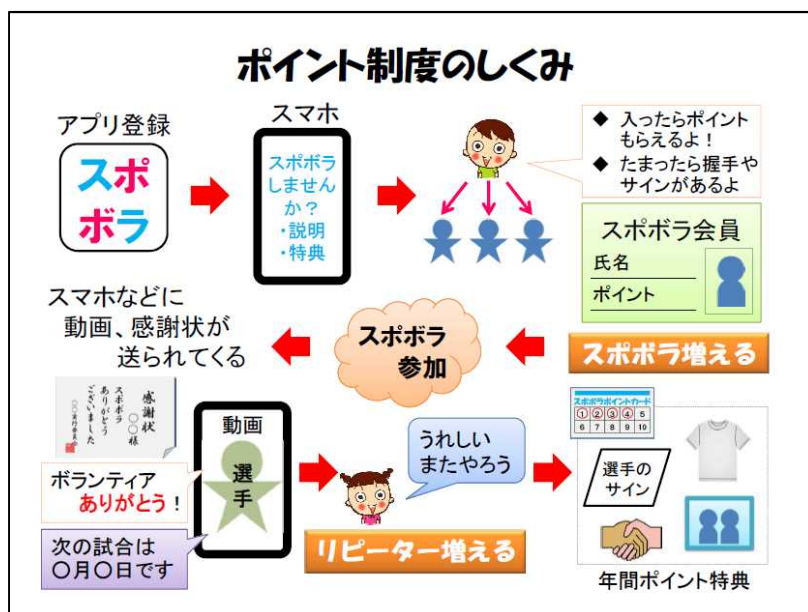 ポイント制度のしくみ
アプリ登録
スポ
ボラ
スマホ
スポボラ
しませんか?
・説明
・特典
◆ 入ったらポイント
もらえるよ!
◆ たまったら握手や
サインがあるよ
スポボラ会員
氏名
ポイント
スポボラ増える
スポボラ
参加
スマホなどに
動画、感謝状が
送られてくる
感謝状
〇〇様
スポボラ
ありがとう
ございました
動画
選
手
ボランティア
ありがとう!
次の試合は
〇月〇日です
うれしい
またやろう
リピーター増える
スポボラポイントカード
1 2 3 4 5
6 7 8 9 10
選手の
サイン
年間ポイント特典